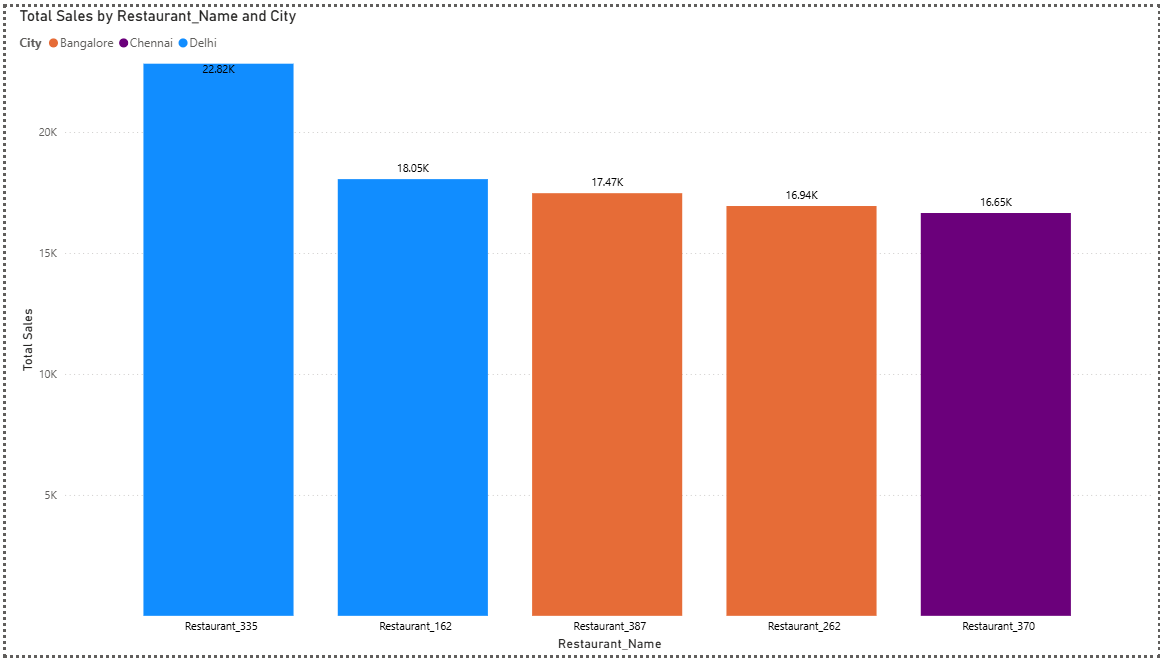 Total Sales by Restaurant_Name and City
City Bangalore Chennai Delhi
22.82K
20K
18.05K
17.47K
16.94K
16.65K
15K
Total Sales
10K
5K
Restaurant_335 Restaurant_162 Restaurant_387 Restaurant_262 Restaurant_370
Restaurant_Name